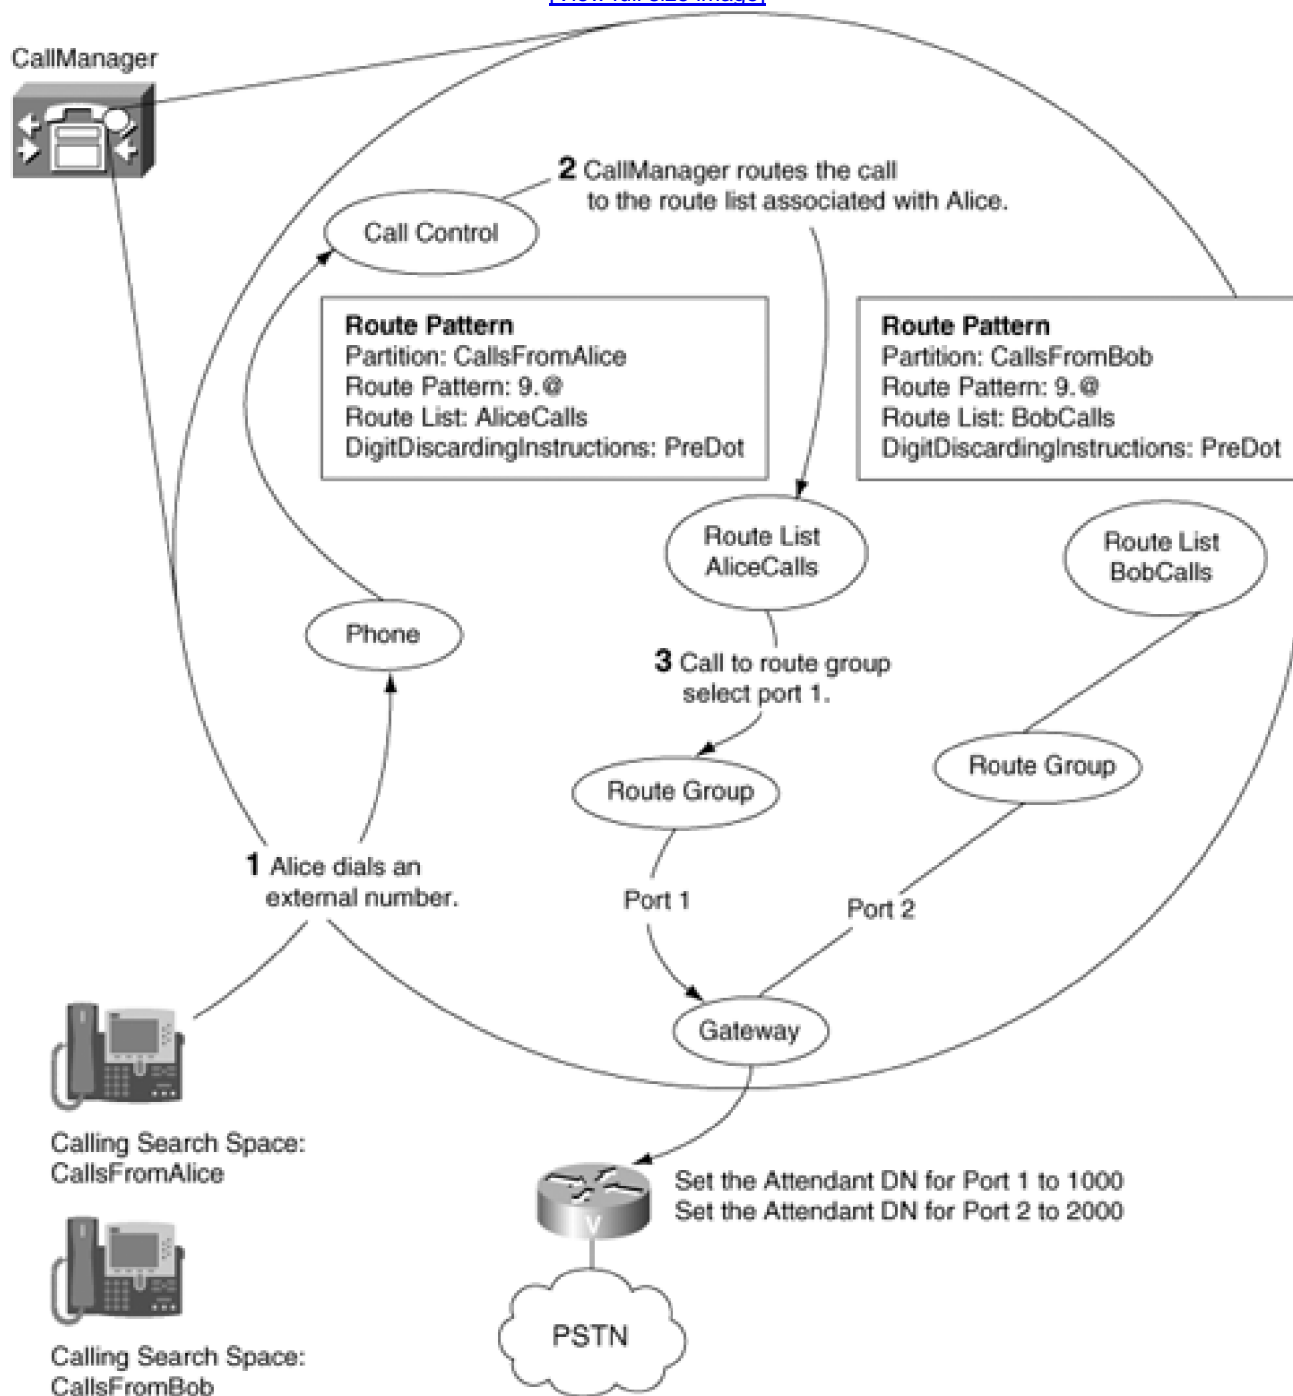 [View full size image]
CallManager
2 CallManager routes the call
to the route list associated with Alice.
Call Control
Route Pattern
Partition: CallsFromAlice
Route Pattern: 9.@
Route List: AliceCalls
DigitDiscardingInstructions: PreDot
Route Pattern
Partition: CallsFromBob
Route Pattern: 9.@
Route List: BobCalls
DigitDiscardingInstructions: PreDot
Route List
AliceCalls
Route List
BobCalls
Phone
3 Call to route group
select port 1.
Route Group
Route Group
1 Alice dials an
external number.
Port 1
Port 2
Gateway
Calling Search Space:
CallsFromAlice
Set the Attendant DN for Port 1 to 1000
Set the Attendant DN for Port 2 to 2000
V
PSTN
Calling Search Space:
CallsFromBob